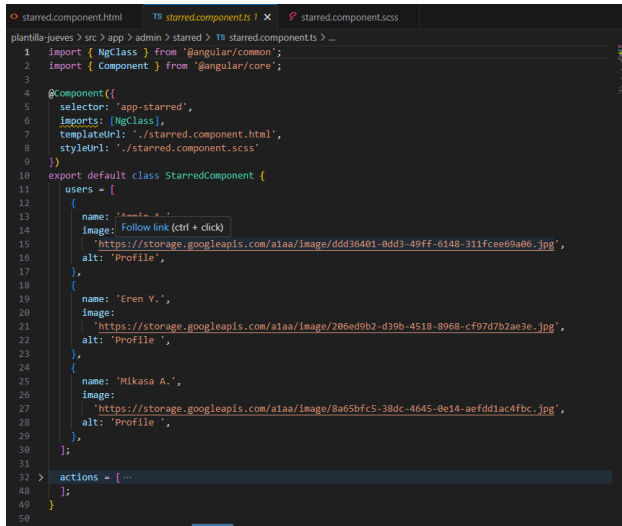 starred.component.html TS starred.component.ts 1 × starred.component.scss
plantilla-jueves > src > app > admin > starred > TS starred.component.ts > ...
1 import { NgClass } from '@angular/common';
2 import { Component } from '@angular/core';
3
4 @Component({
5 selector: 'app-starred',
6 imports: [NgClass],
7 templateUrl: './starred.component.html',
8 styleUrl: './starred.component.scss'
9 })
10 export default class StarredComponent {
11 users = [
12 {
13 name:
14 image: Follow link (ctrl + click)
15 'https://storage.googleapis.com/a1aa/image/ddd36401-0dd3-49ff-6148-311fcee69a06.jpg',
16 alt: 'Profile',
17 },
18 {
19 name: 'Eren Y.',
20 image:
21 'https://storage.googleapis.com/a1aa/image/206ed9b2-d39b-4518-8968-cf97d7b2ae3e.jpg',
22 alt: 'Profile ',
23 },
24 {
25 name: 'Mikasa A.',
26 image:
27 'https://storage.googleapis.com/a1aa/image/8a65bfc5-38dc-4645-0e14-aefdd1ac4fbc.jpg',
28 alt: 'Profile ',
29 },
30 ];
31
32 > actions = [ ...
48 ];
49 }
50